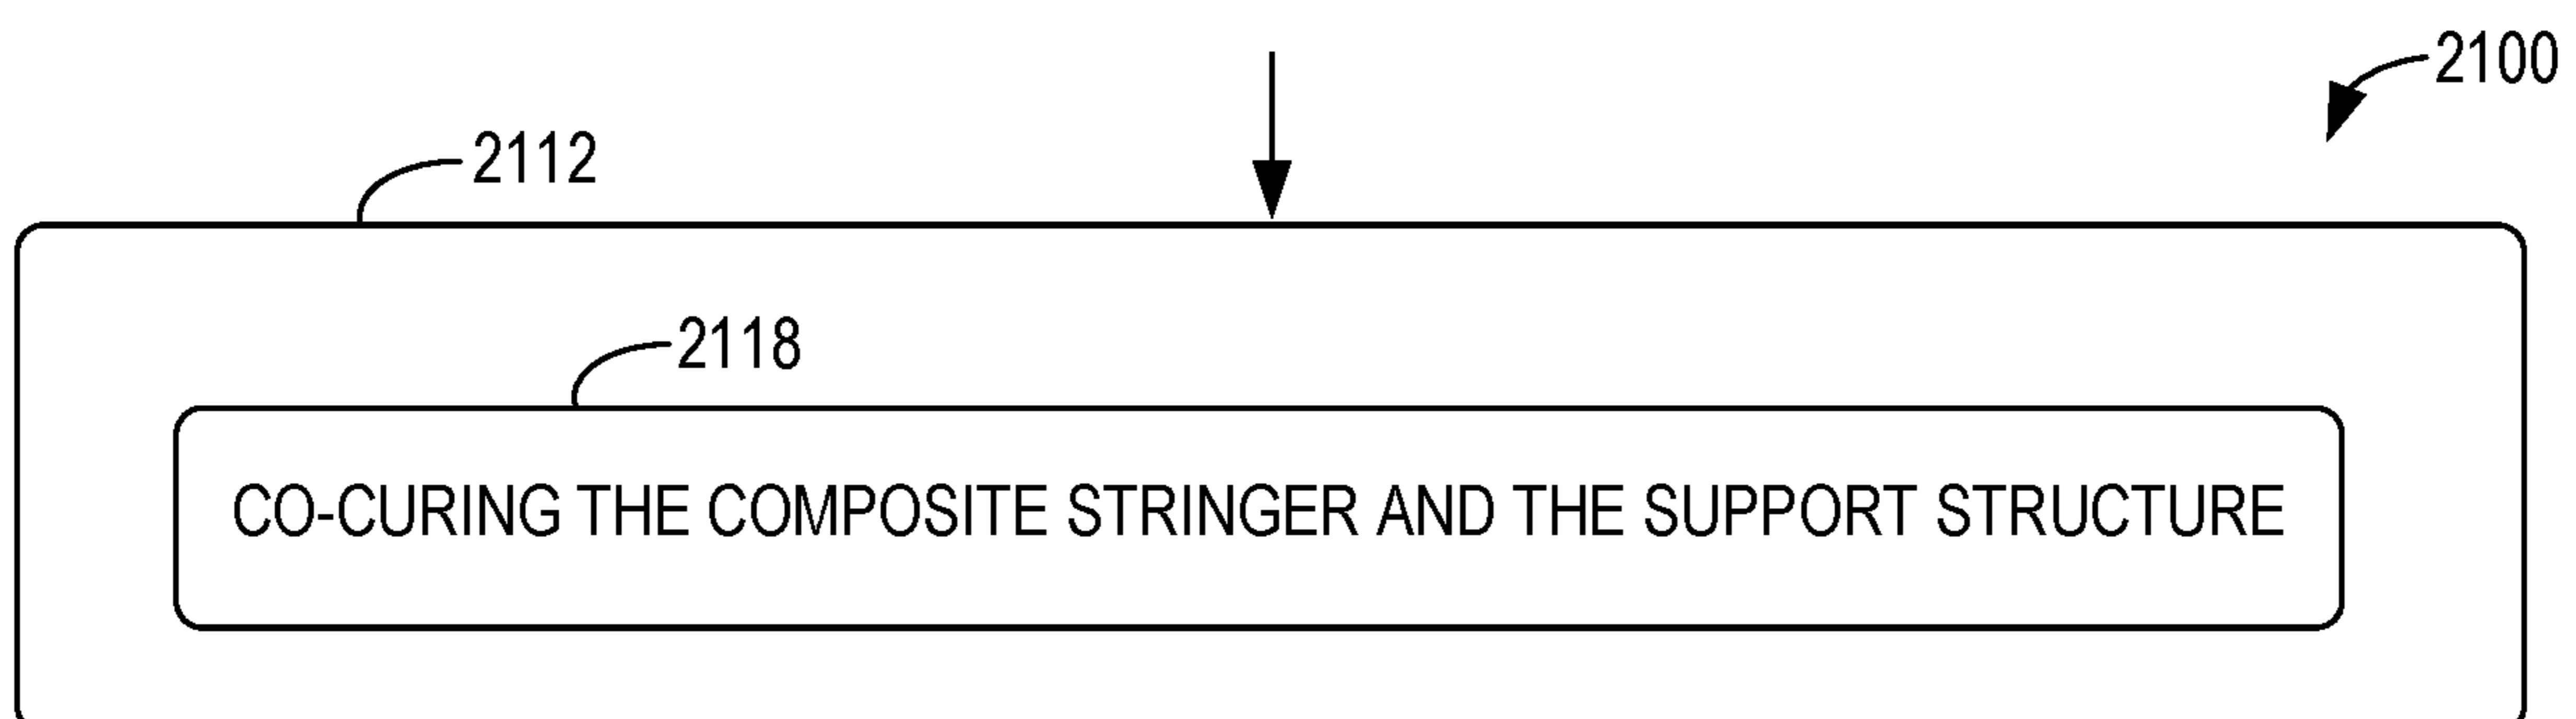 2100
2112
2118
CO-CURING THE COMPOSITE STRINGER AND THE SUPPORT STRUCTURE